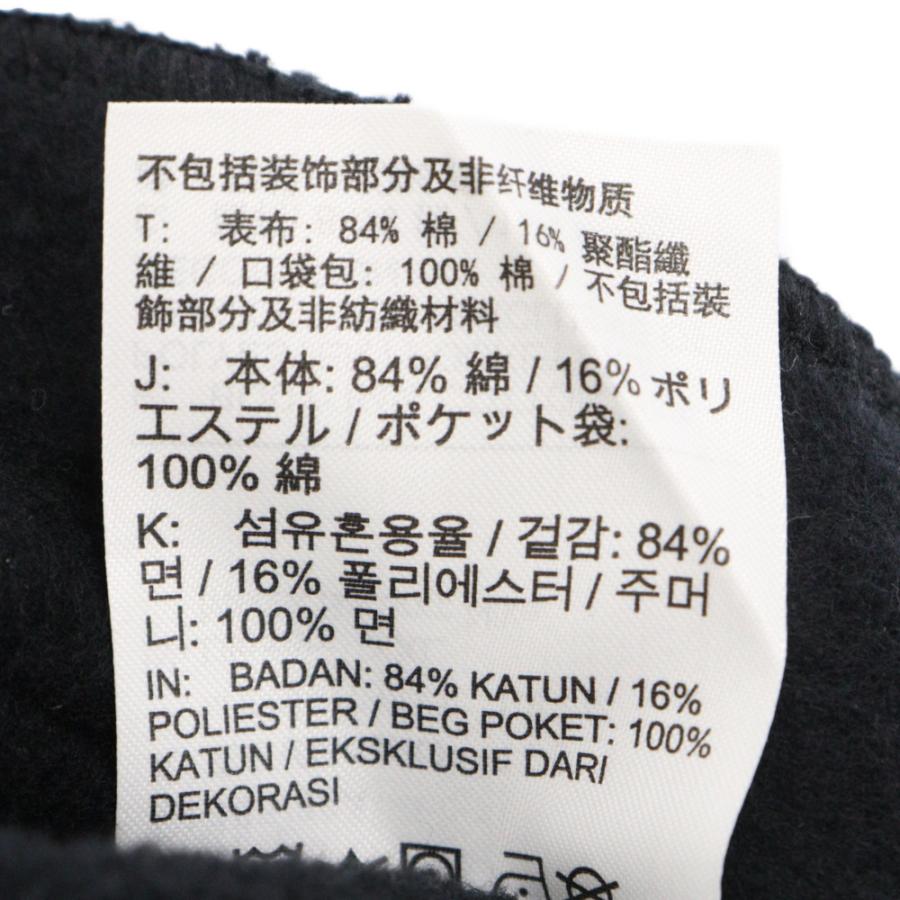 不包括装饰部分及非纤维物质
T: 表布: 84% 棉 / 16% 聚酯纖
維 / 口袋包: 100% 棉 / 不包括裝
飾部分及非紡織材料
J: 本体: 84% 綿 / 16% ポリ
エステル / ポケット袋:
100% 綿
K: 섬유혼용율 / 겉감: 84%
면 / 16% 폴리에스터 / 주머
니: 100% 면
IN: BADAN: 84% KATUN / 16%
POLIESTER / BEG POKET: 100%
KATUN / EKSKLUSIF DARI
DEKORASI